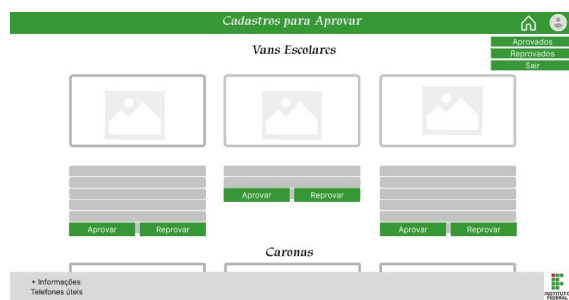 Cadastros para Aprovar
Vans Escolares
Aprovados
Reprovados
Sair
Aprovar Reprovar
Aprovar Reprovar
Aprovar Reprovar
Caronas
+ Informações
Telefones úteis
INSTITUTO
FEDERAL